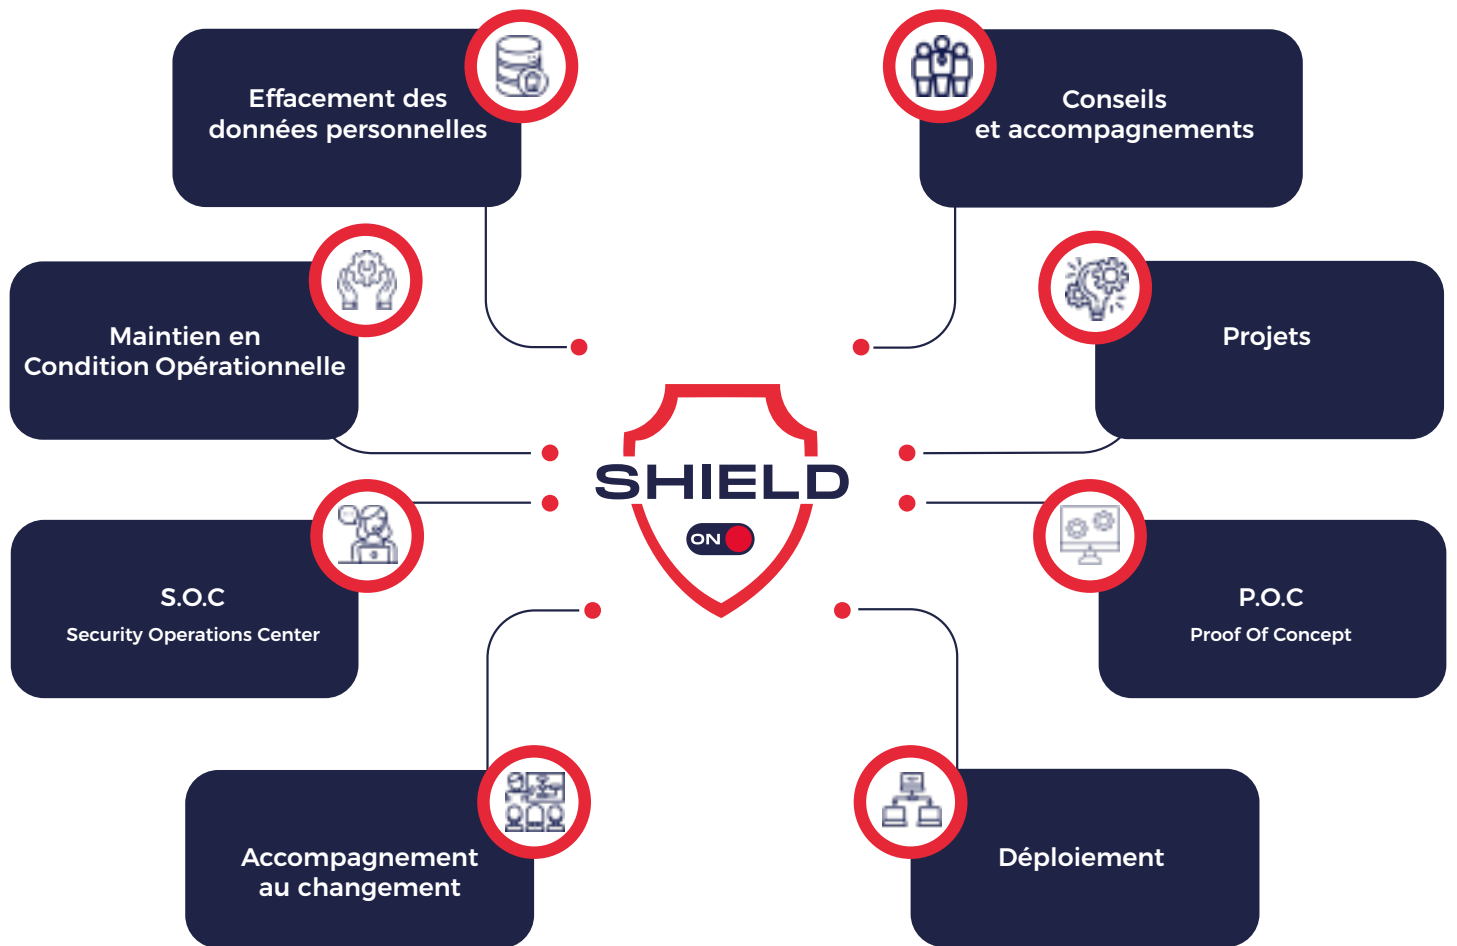 Effacement des
données personnelles
Conseils
et accompagnements
Maintien en
Condition Opérationnelle
Projets
SHIELD
ON
S.O.C
Security Operations Center
P.O.C
Proof Of Concept
Accompagnement
au changement
Déploiement